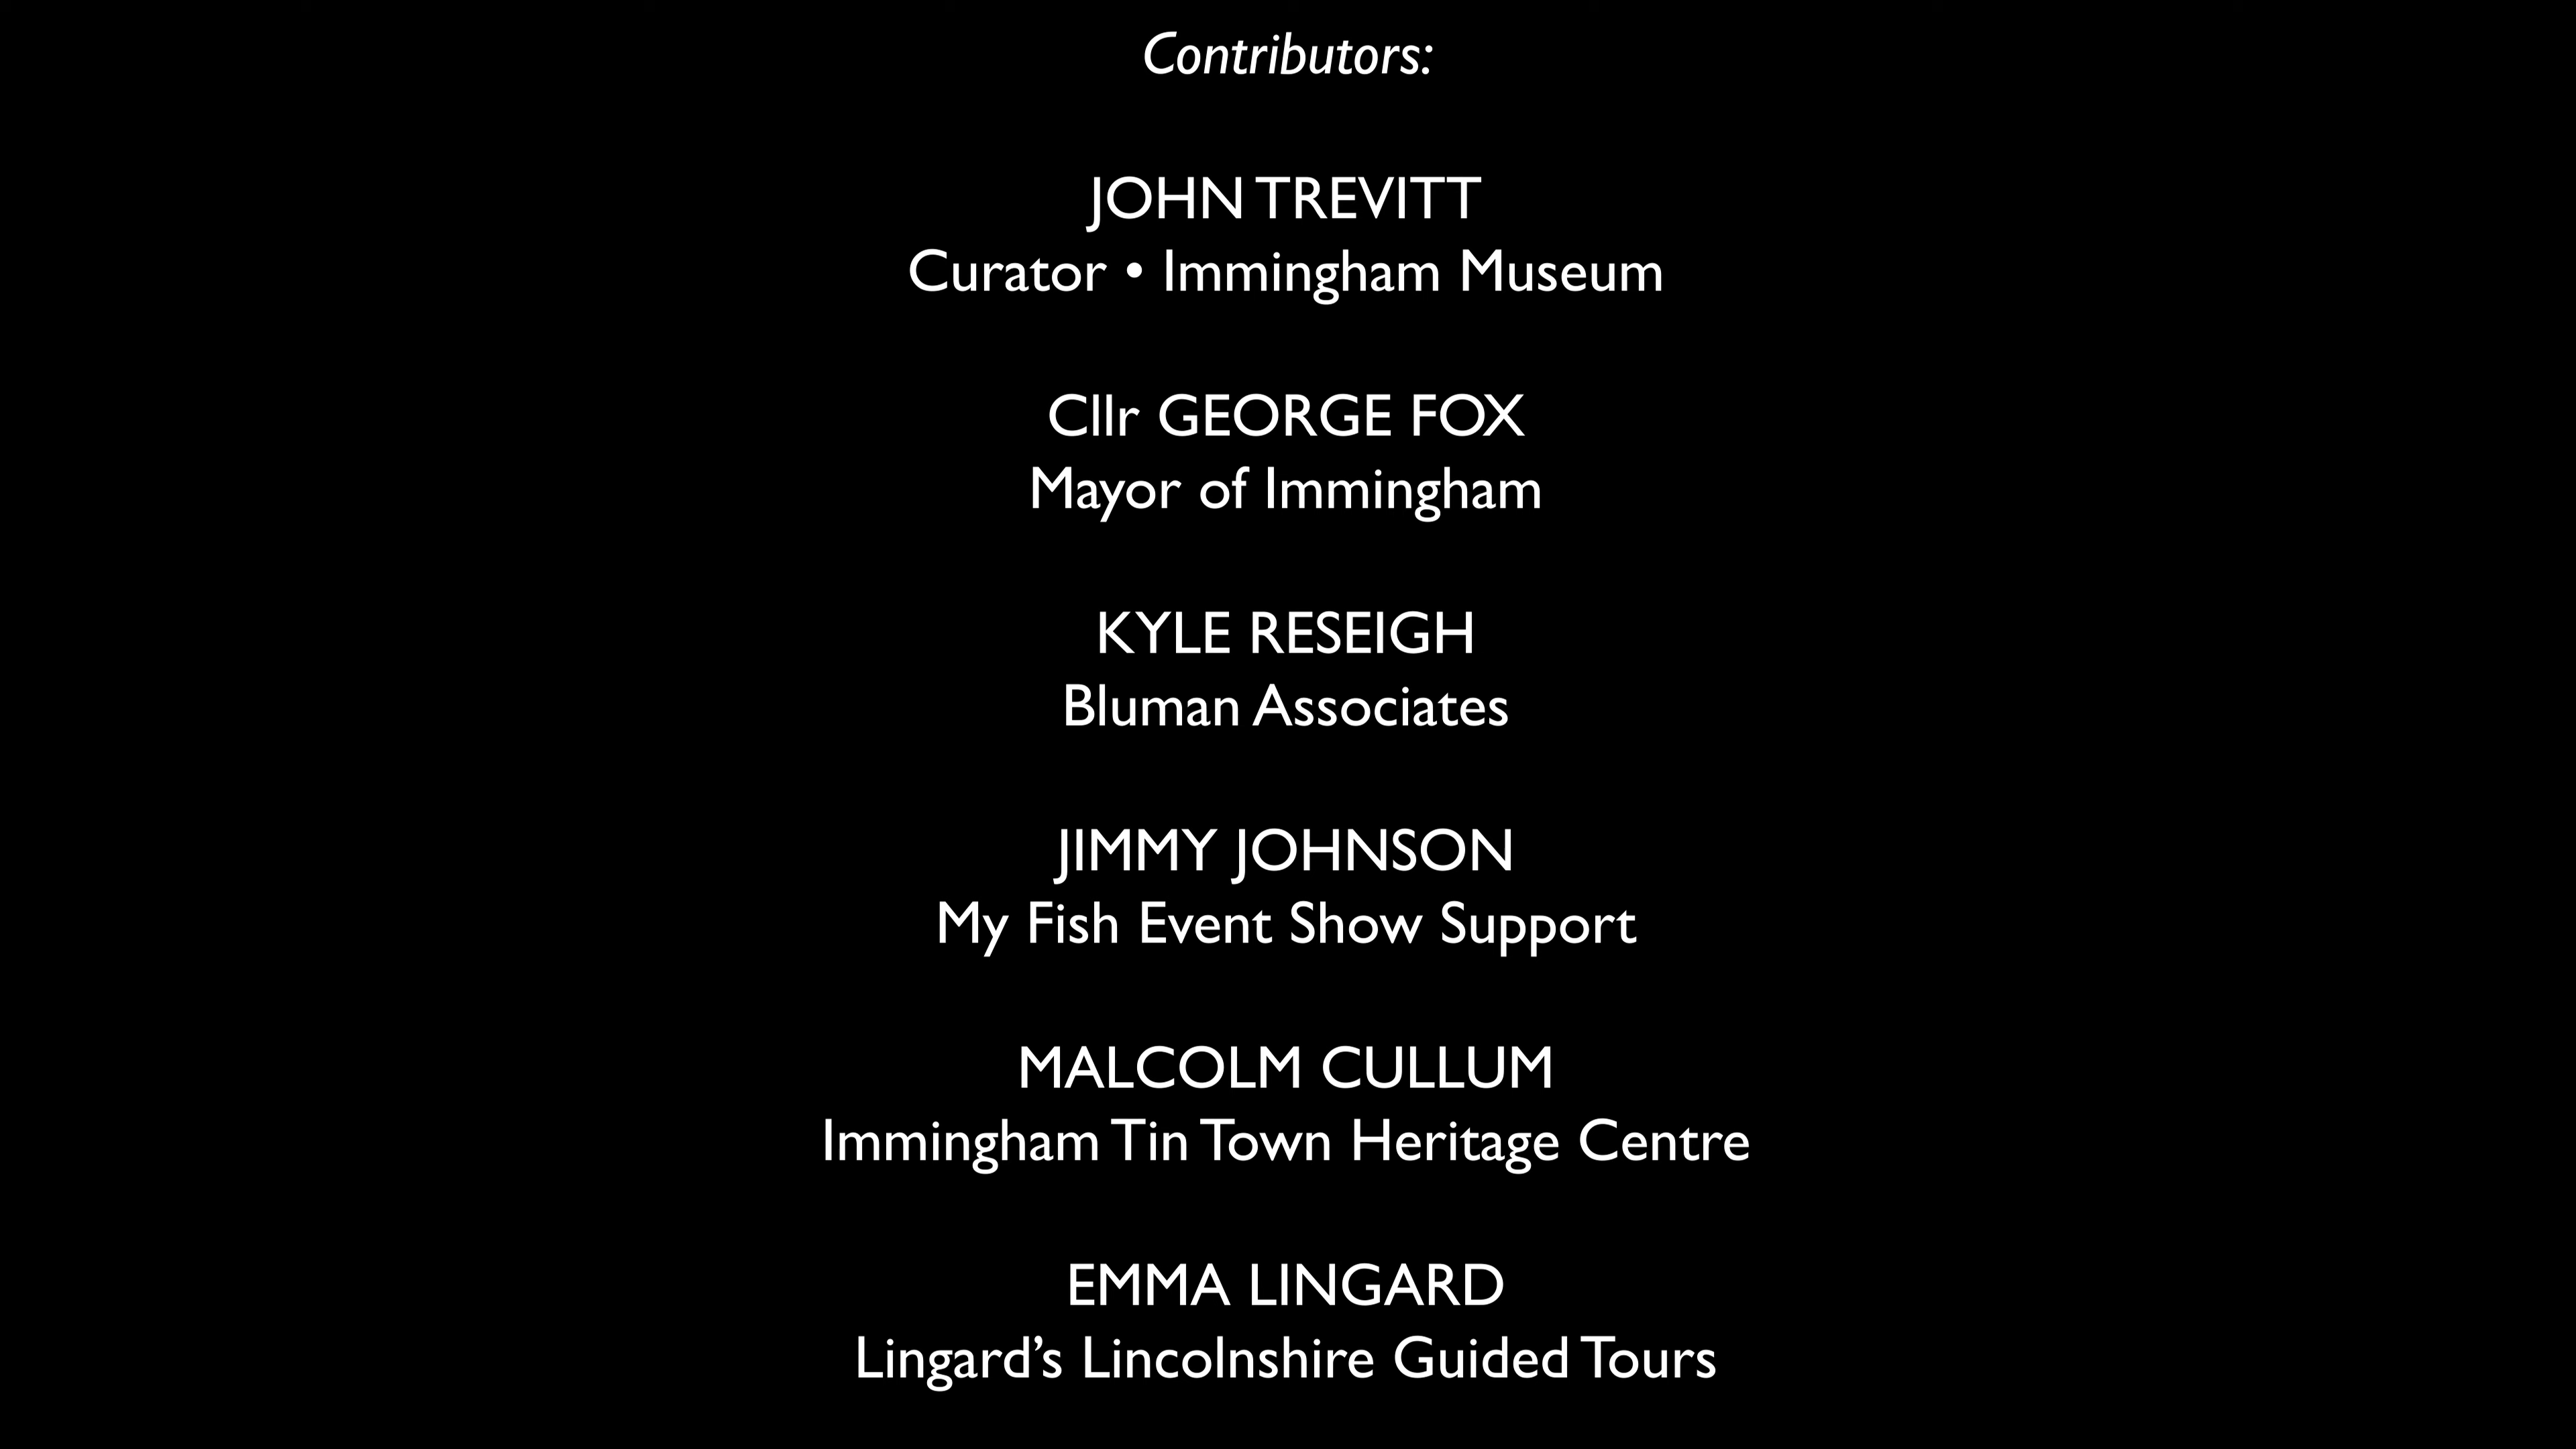 Contributors:
JOHN TREVITT
Curator • Immingham Museum
Cllr GEORGE FOX
Mayor of Immingham
KYLE RESEIGH
Bluman Associates
JIMMY JOHNSON
My Fish Event Show Support
MALCOLM CULLUM
Immingham Tin Town Heritage Centre
EMMA LINGARD
Lingard’s Lincolnshire Guided Tours